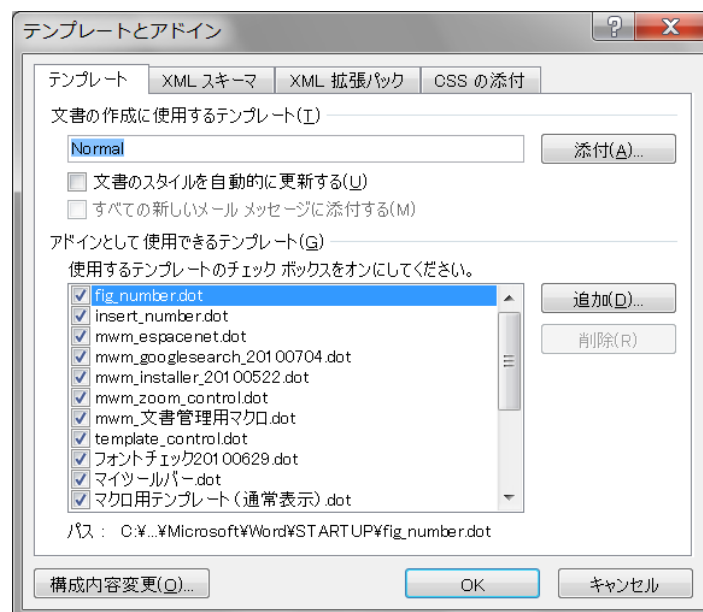 テンプレートとアドイン
テンプレート XML スキーマ XML 拡張パック CSS の添付
文書の作成に使用するテンプレート(T)
Normal 添付(A)...
文書のスタイルを自動的に更新する(U)
すべての新しいメール メッセージに添付する(M)
アドインとして使用できるテンプレート(G)
使用するテンプレートのチェック ボックスをオンにしてください。
fig_number.dot 追加(D)...
insert_number.dot
mwm_espacenet.dot 削除(R)
mwm_googlesearch_20100704.dot
mwm_installer_20100522.dot
mwm_zoom_control.dot
mwm_文書管理用マクロ.dot
template_control.dot
フォントチェック20100629.dot
マイツールバー.dot
マクロ用テンプレート（通常表示）.dot
パス： C:¥...¥Microsoft¥Word¥STARTUP¥fig_number.dot
構成内容変更(O)... OK キャンセル